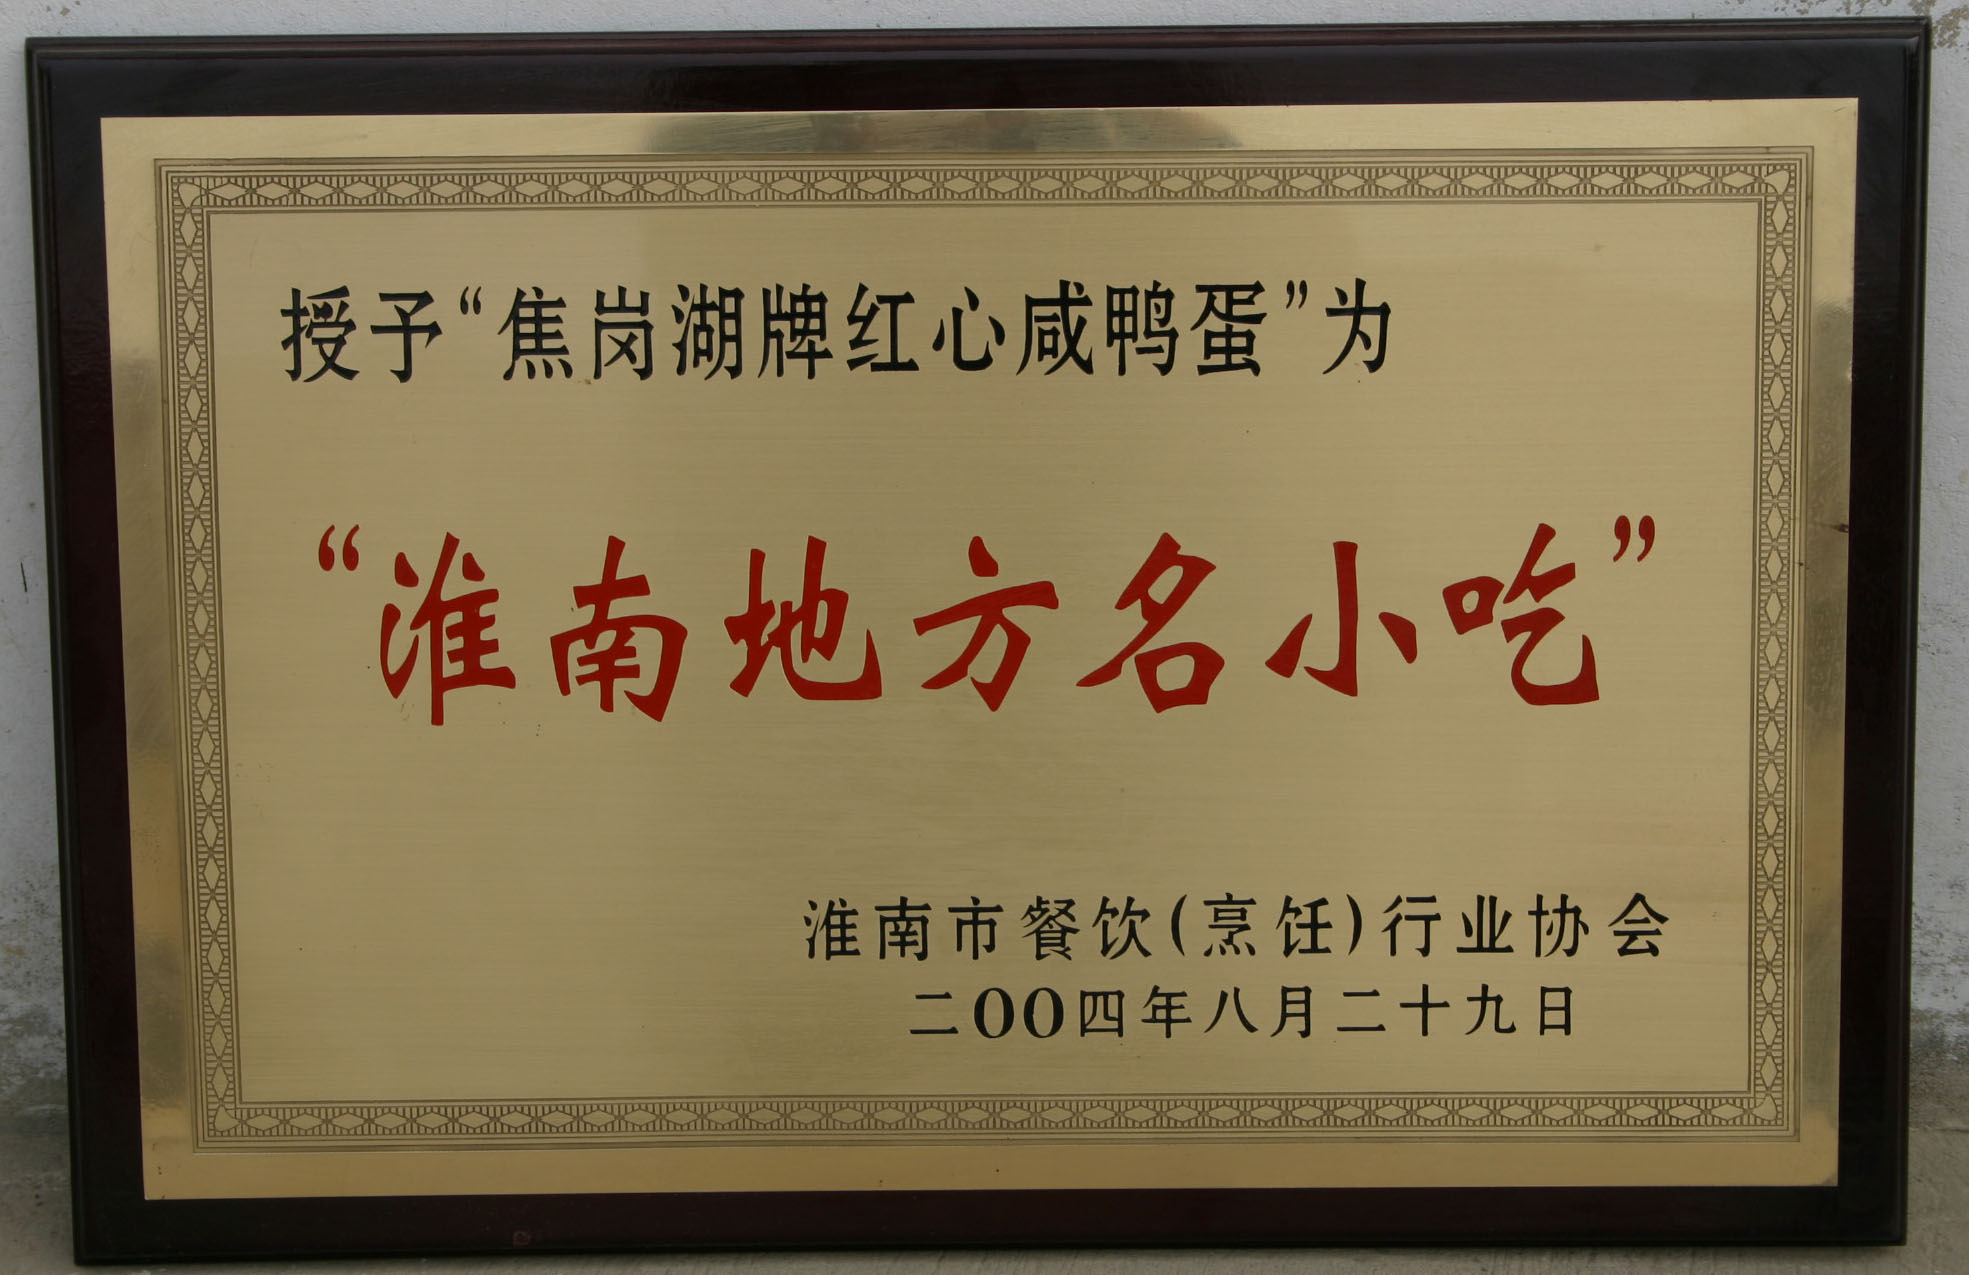 授予“焦岗湖牌红心咸鸭蛋”为
“淮南地方名小吃”
淮南市餐饮(烹饪)行业协会
二OO四年八月二十九日